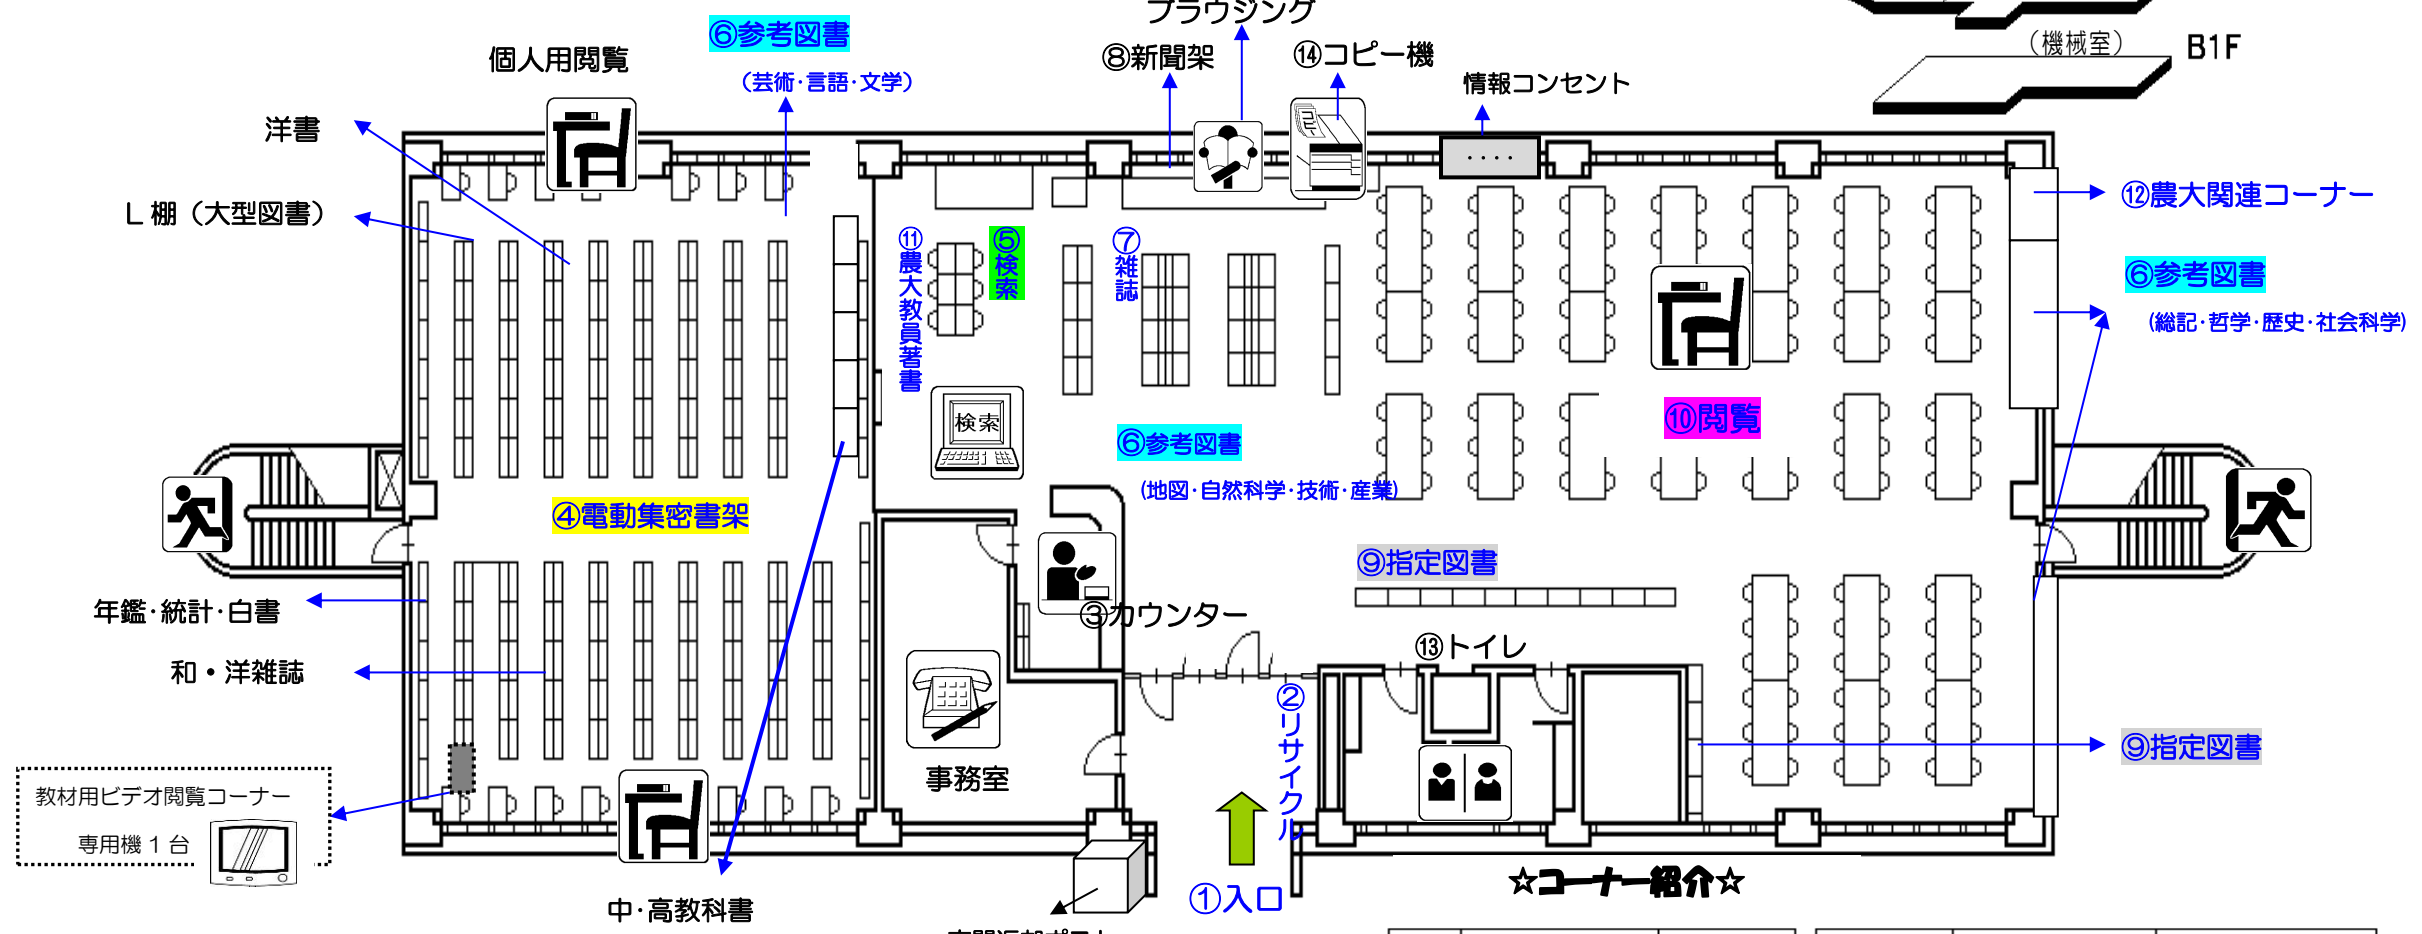 ブラウジング
⑥参考図書
(芸術・言語・文学)
個人用閲覧
⑧新聞架
⑭コピー機
情報コンセント
(機械室)
B1F
洋書
L 棚 (大型図書)
⑫農大関連コーナー
⑥参考図書
(総記・哲学・歴史・社会科学)
⑪農大教員著書
⑤検索
⑦雑誌
コピー
検索
⑩閲覧
⑥参考図書
(地図・自然科学・技術・産業)
④電動集密書架
⑨指定図書
年鑑・統計・白書
③カウンター
⑬トイレ
和・洋雑誌
②リサイクル
⑨指定図書
事務室
教材用ビデオ閲覧コーナー
専用機 1 台
①入口
☆コーナー紹介☆
中・高教科書